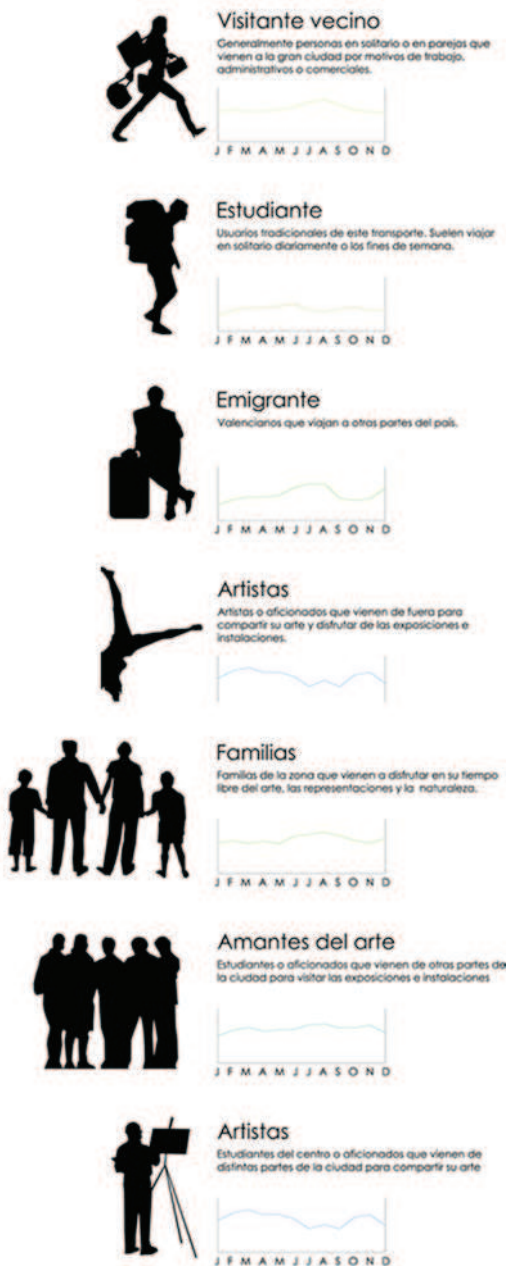 Visitante vecino
Generalmente personas en solitario o en parejas que
vienen a la gran ciudad por motivos de trabajo,
administrativos o comerciales.
J F M A M J J A S O N D
Estudiante
Usuarios tradicionales de este transporte. Suelen viajar
en solitario diariamente o los fines de semana.
J F M A M J J A S O N D
Emigrante
Valencianos que viajan a otras partes del país.
J F M A M J J A S O N D
Artistas
Artistas o aficionados que vienen de fuera para
compartir su arte y disfrutar de las exposiciones e
instalaciones.
J F M A M J J A S O N D
Familias
Familias de la zona que vienen a disfrutar en su tiempo
libre del arte, las representaciones y la naturaleza.
J F M A M J J A S O N D
Amantes del arte
Estudiantes o aficionados que vienen de otras partes de
la ciudad para visitar las exposiciones e instalaciones
J F M A M J J A S O N D
Artistas
Estudiantes del centro o aficionados que vienen de
distintas partes de la ciudad para compartir su arte
J F M A M J J A S O N D